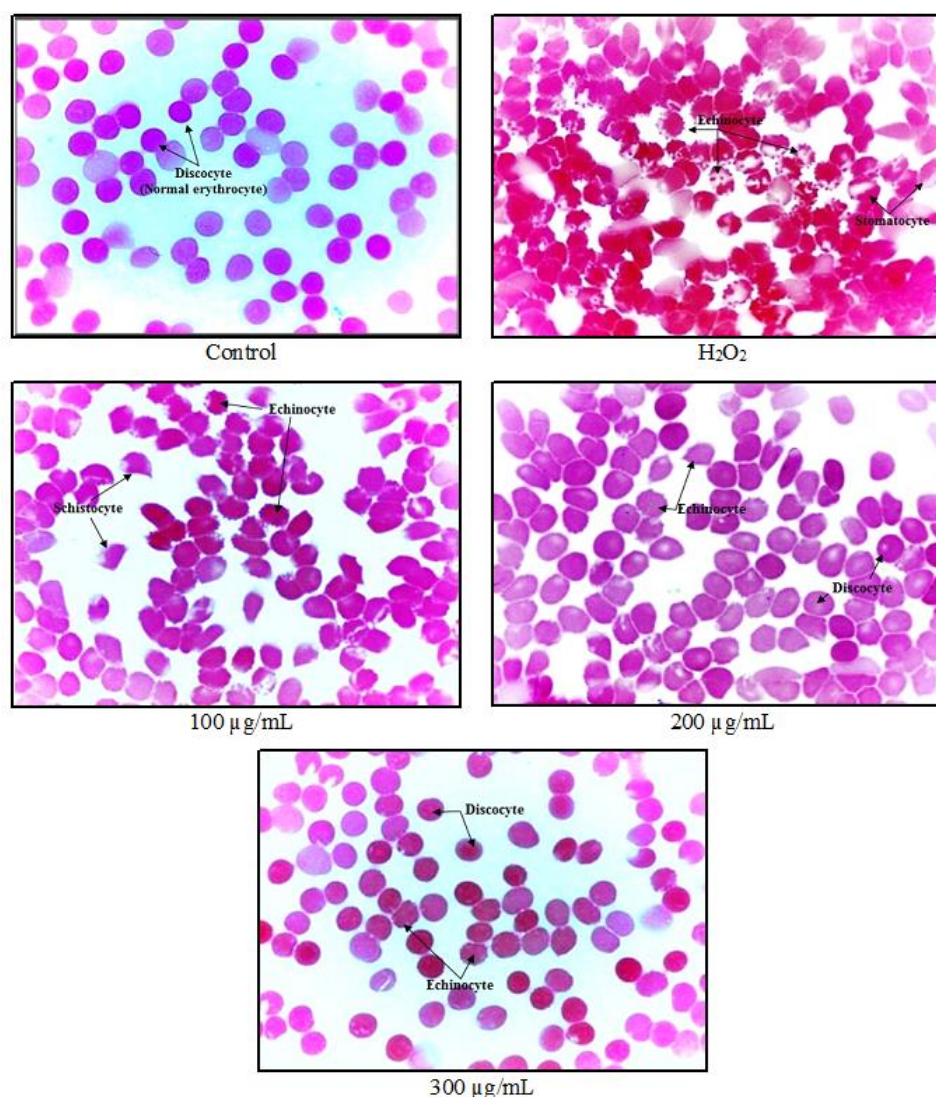 Discocyte
(Normal erythrocyte)
Control
Echinocyte
Stomatocyte
H₂O₂
Echinocyte
Schistocyte
100 µg/mL
Echinocyte
Discocyte
200 µg/mL
Discocyte
Echinocyte
300 µg/mL